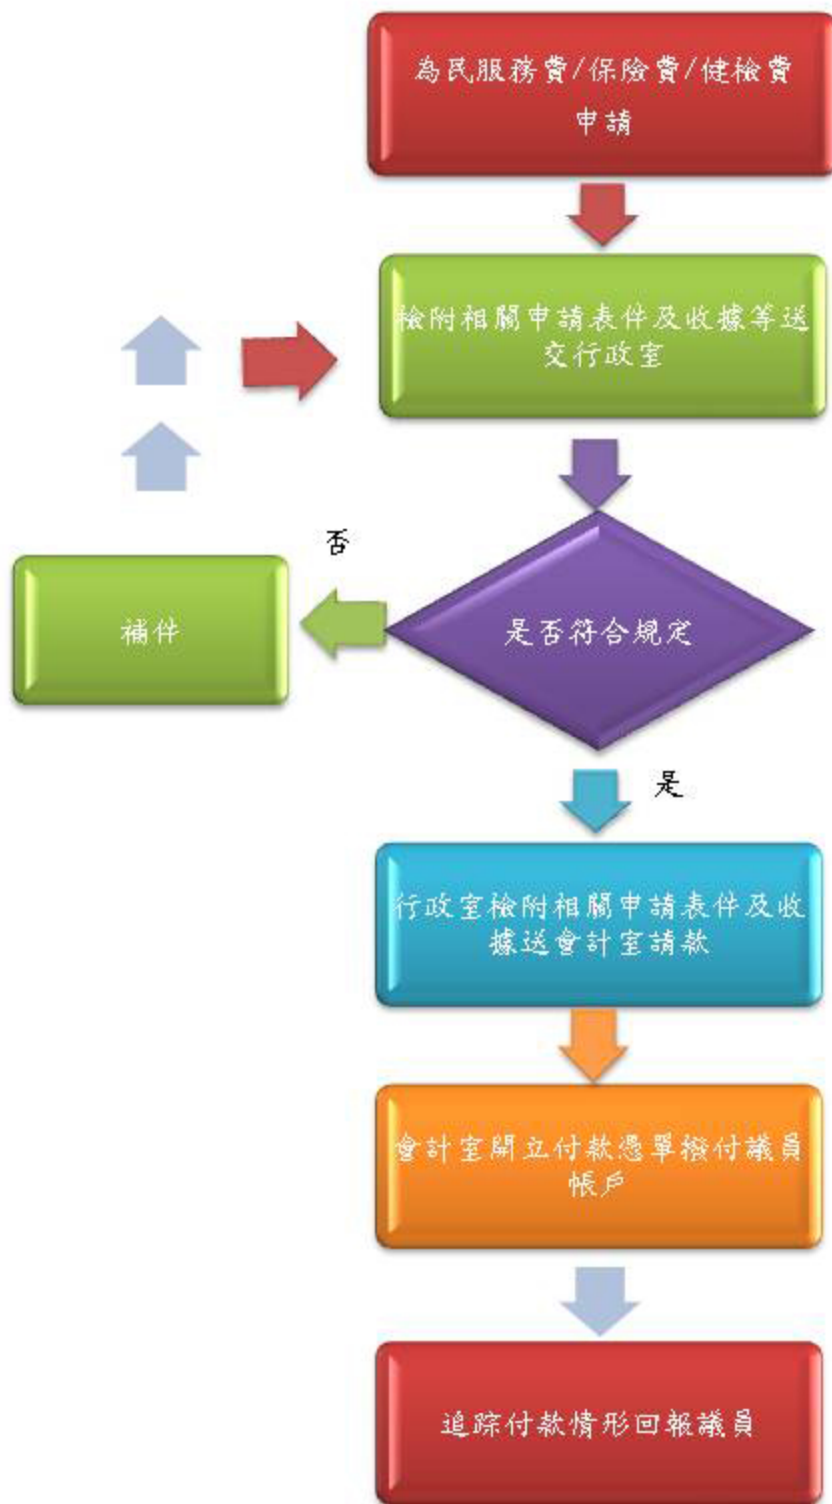 為民服務費/保險費/健檢費
申請
檢附相關申請表件及收據等送
交行政室
否
補件
是否符合規定
是
行政室檢附相關申請表件及收
據送會計室請款
會計室開立付款憑單撥付議員
帳戶
追踪付款情形回報議員